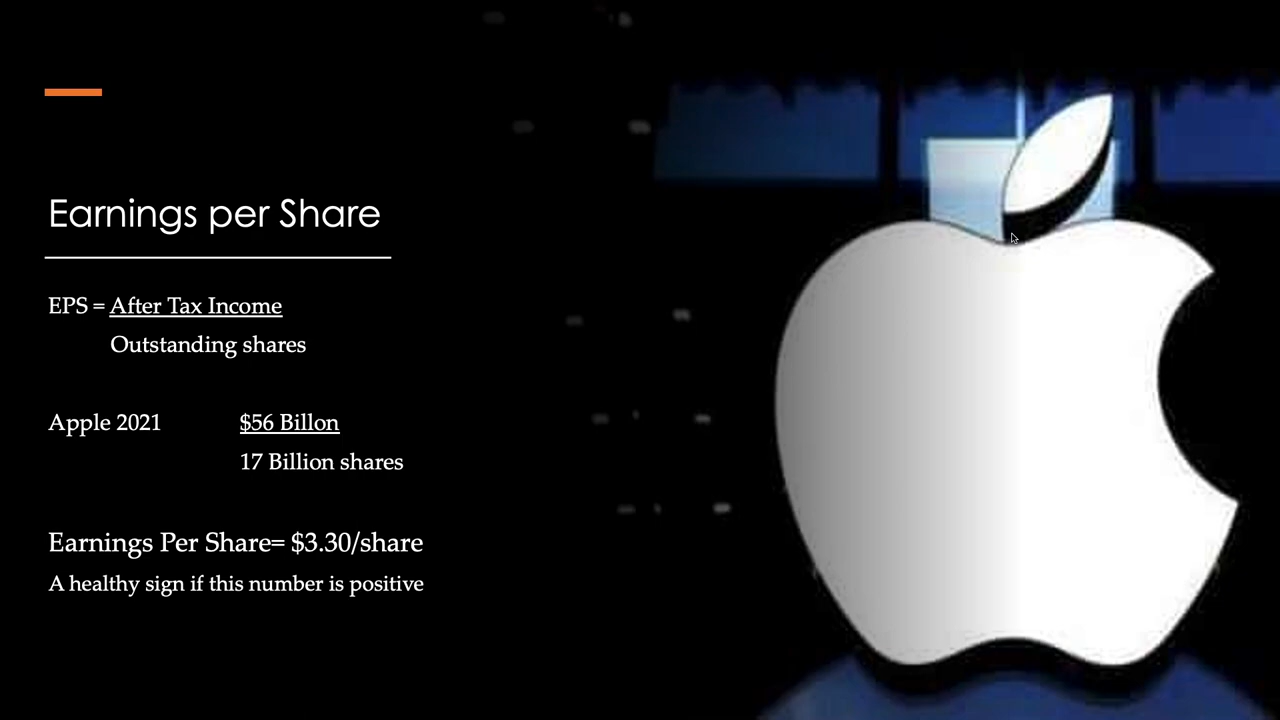 Earnings per Share
EPS = After Tax Income
Outstanding shares
Apple 2021 $56 Billon
17 Billion shares
Earnings Per Share= $3.30/share
A healthy sign if this number is positive